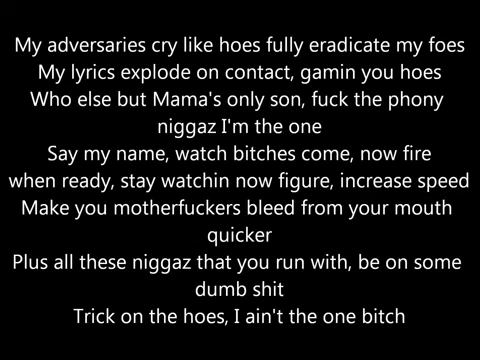 My adversaries cry like hoes fully eradicate my foes
My lyrics explode on contact, gamin you hoes
Who else but Mama's only son, fuck the phony
niggaz I'm the one
Say my name, watch bitches come, now fire
when ready, stay watchin now figure, increase speed
Make you motherfuckers bleed from your mouth
quicker
Plus all these niggaz that you run with, be on some
dumb shit
Trick on the hoes, I ain't the one bitch